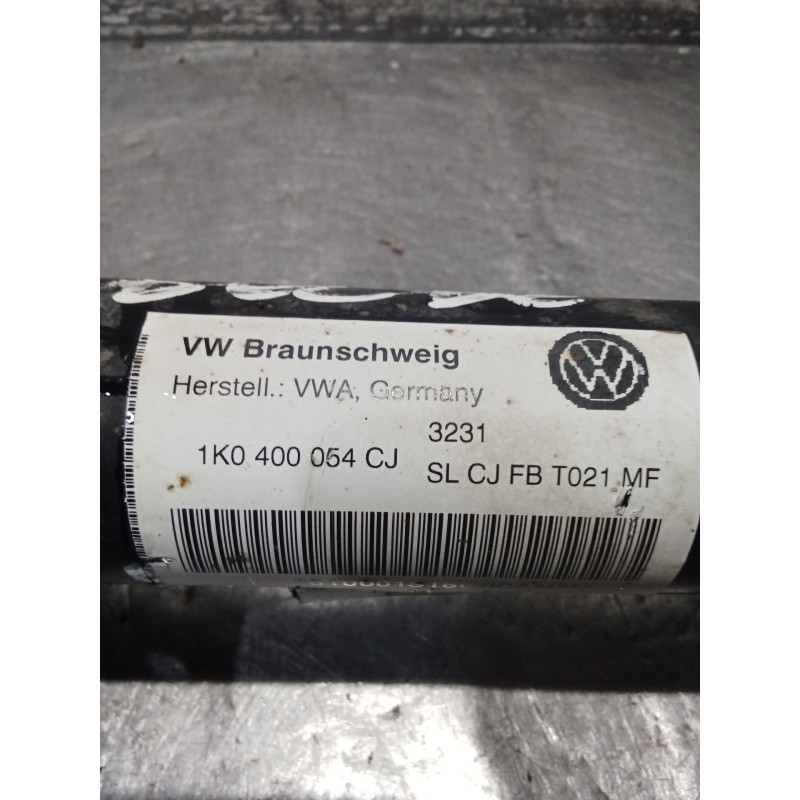 VW Braunschweig
Herstell.: VWA, Germany
3231
1K0 400 054 CJ
SL CJ FB T021 MF